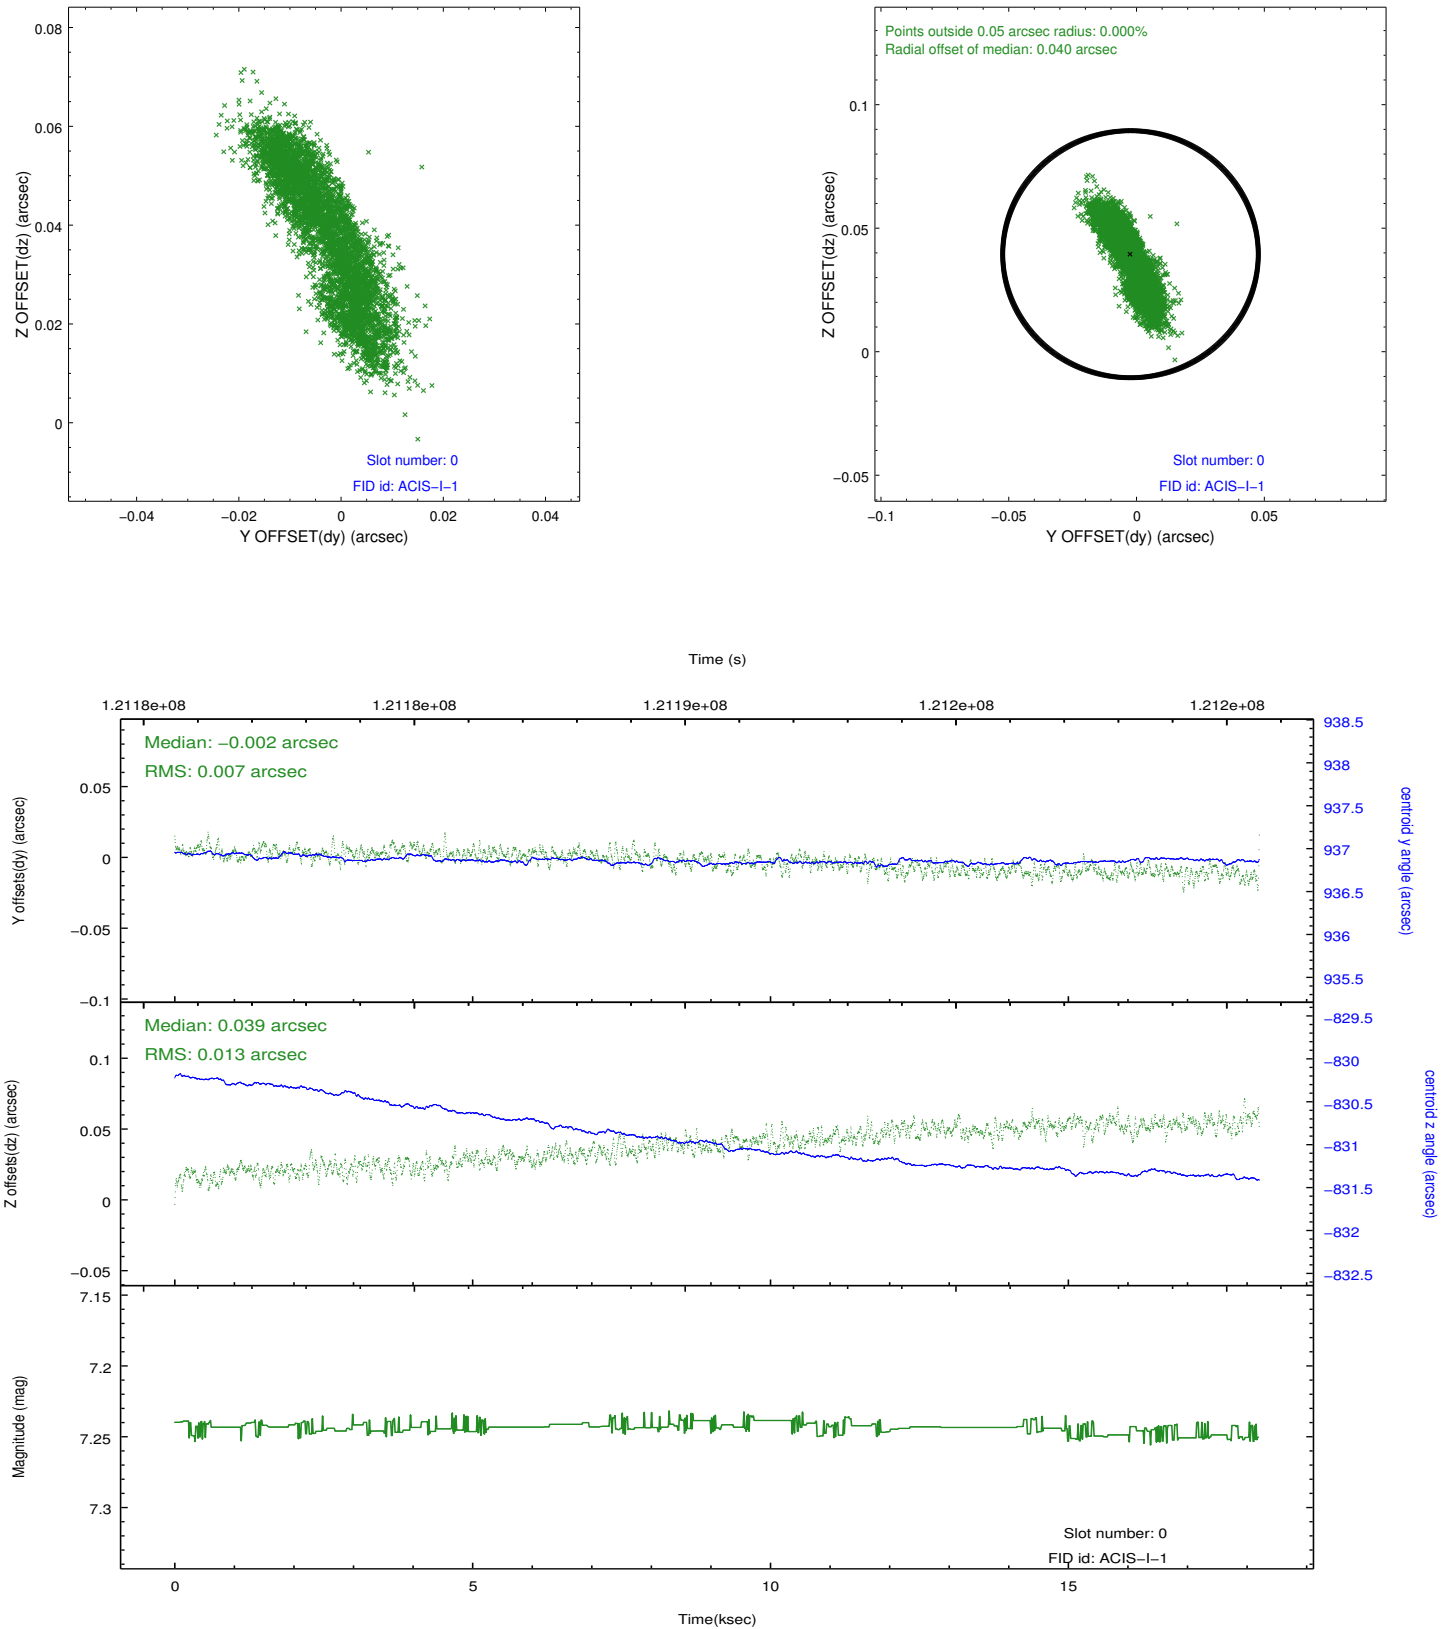 0.08
0.06
0.04
0.02
0
Z OFFSET(dz) (arcsec)
Slot number: 0
FID id: ACIS−I−1
−0.04
−0.02
0
0.02
0.04
Y OFFSET(dy) (arcsec)
Points outside 0.05 arcsec radius: 0.000%
Radial offset of median: 0.040 arcsec
0.1
0.05
0
−0.05
Z OFFSET(dz) (arcsec)
Slot number: 0
FID id: ACIS−I−1
−0.1
−0.05
0
0.05
Y OFFSET(dy) (arcsec)
Time (s)
1.2118e+08
1.2118e+08
1.2119e+08
1.212e+08
1.212e+08
Median: −0.002 arcsec
RMS: 0.007 arcsec
0.05
0
−0.05
−0.1
Y offsets(dy) (arcsec)
938.5
938
937.5
937
936.5
936
935.5
centroid y angle (arcsec)
Median: 0.039 arcsec
RMS: 0.013 arcsec
0.1
0.05
0
−0.05
Z offsets(dz) (arcsec)
−829.5
−830
−830.5
−831
−831.5
−832
−832.5
centroid z angle (arcsec)
7.15
7.2
7.25
7.3
Magnitude (mag)
Slot number: 0
FID id: ACIS−I−1
0
5
10
15
Time(ksec)